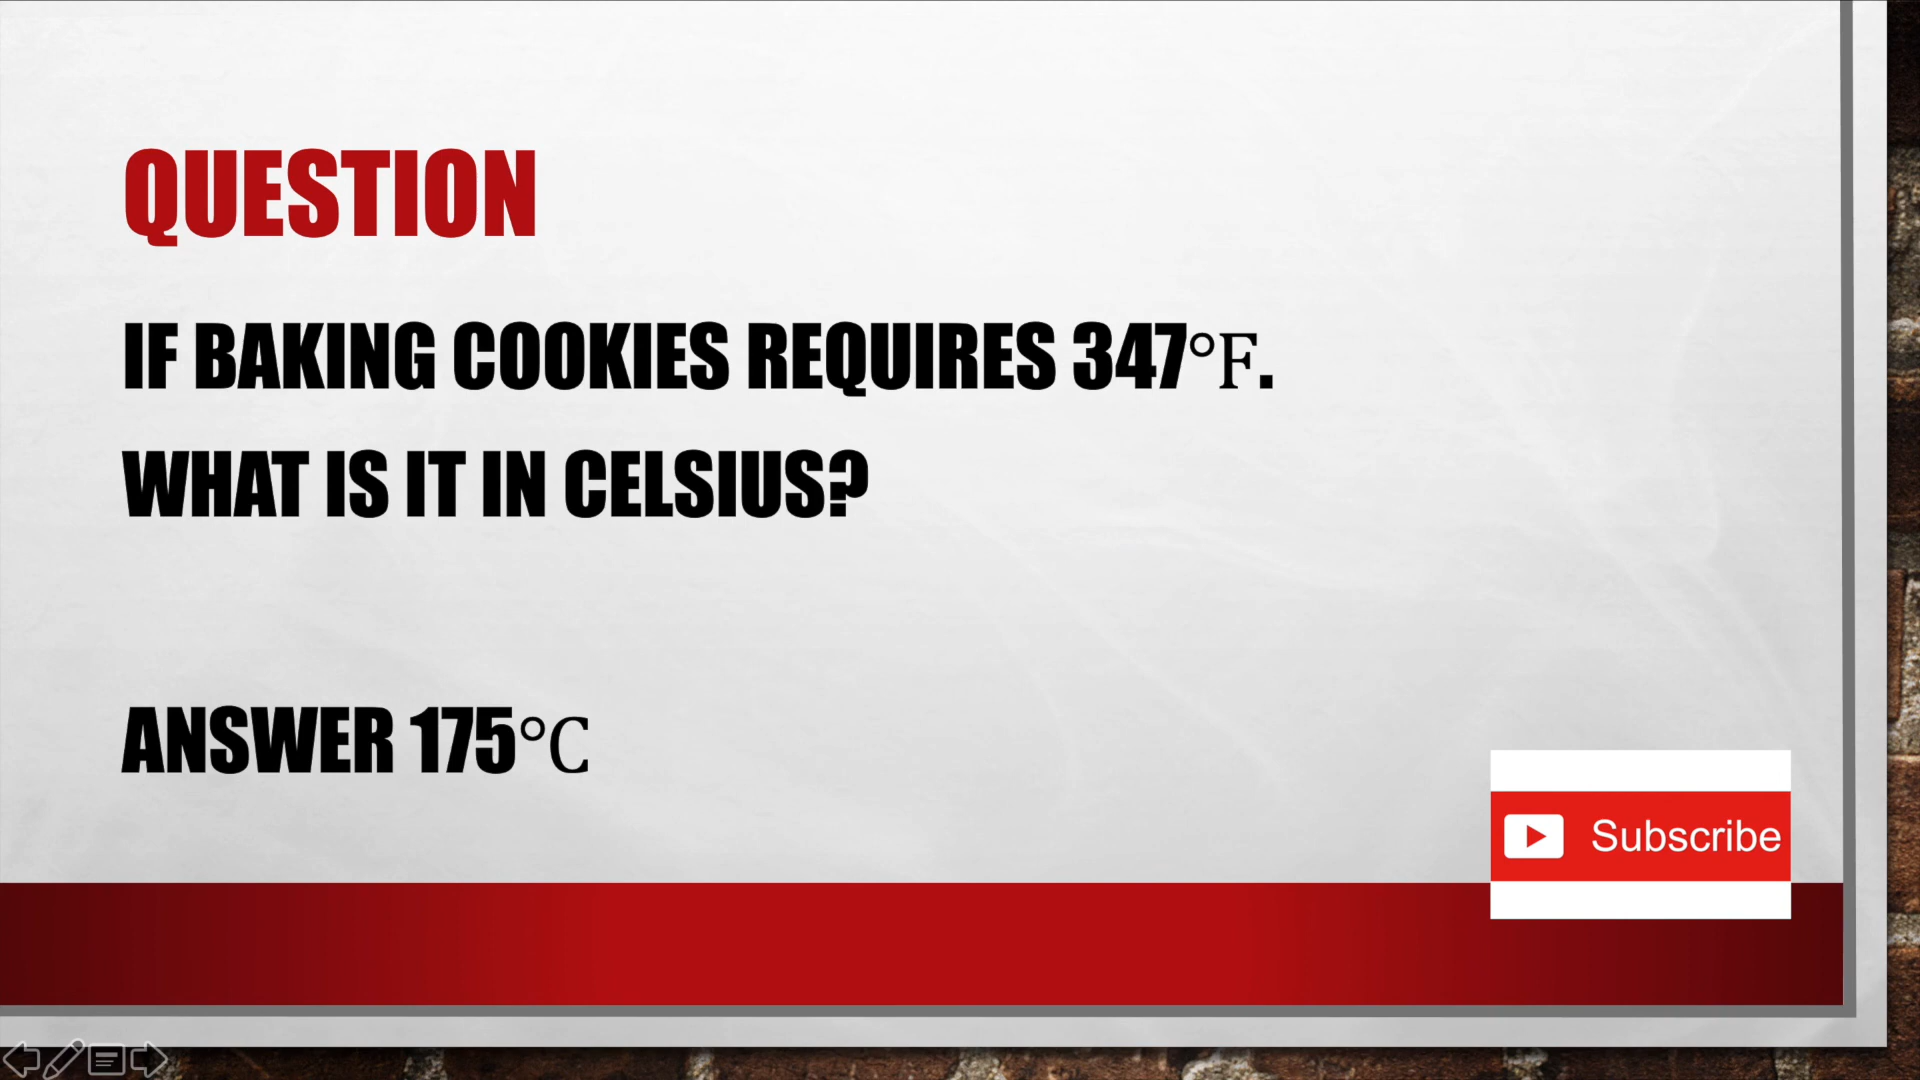 QUESTION
IF BAKING COOKIES REQUIRES 347°F.
WHAT IS IT IN CELSIUS?
ANSWER 175°C
Subscribe